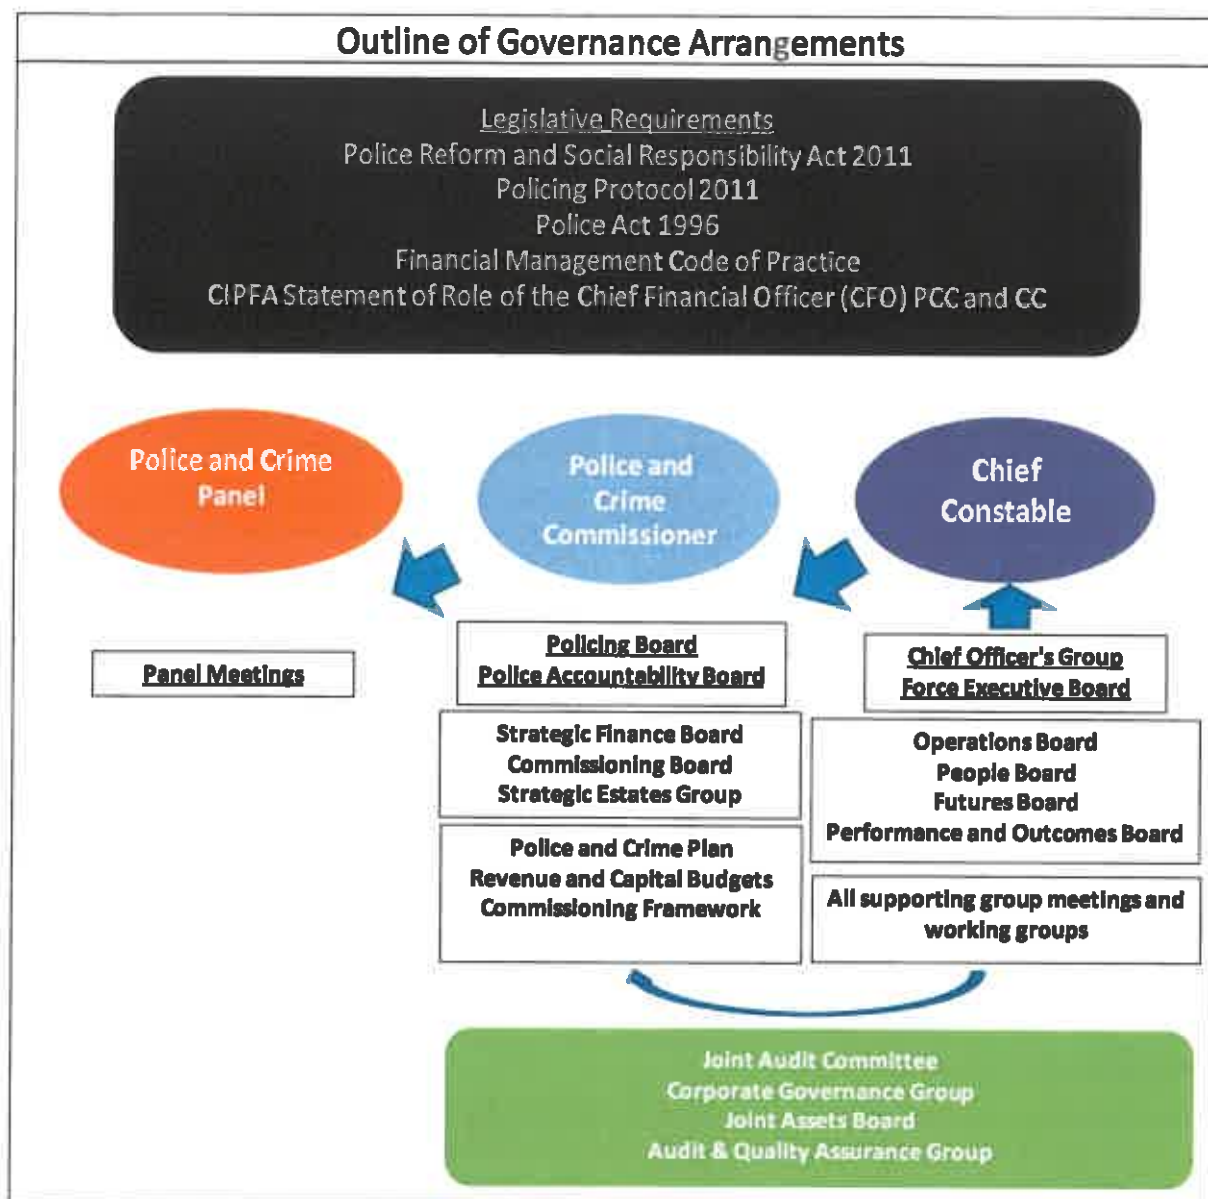 Outline of Governance Arrangements
Legislative Requirements
Police Reform and Social Responsibility Act 2011
Policing Protocol 2011
Police Act 1996
Financial Management Code of Practice
CIPFA Statement of Role of the Chief Financial Officer (CFO) PCC and CC
Police and Crime
Panel
Police and
Crime
Commissioner
Chief
Constable
Panel Meetings
Policing Board
Police Accountability Board
Strategic Finance Board
Commissioning Board
Strategic Estates Group
Police and Crime Plan
Revenue and Capital Budgets
Commissioning Framework
Chief Officer's Group
Force Executive Board
Operations Board
People Board
Futures Board
Performance and Outcomes Board
All supporting group meetings and
working groups
Joint Audit Committee
Corporate Governance Group
Joint Assets Board
Audit & Quality Assurance Group